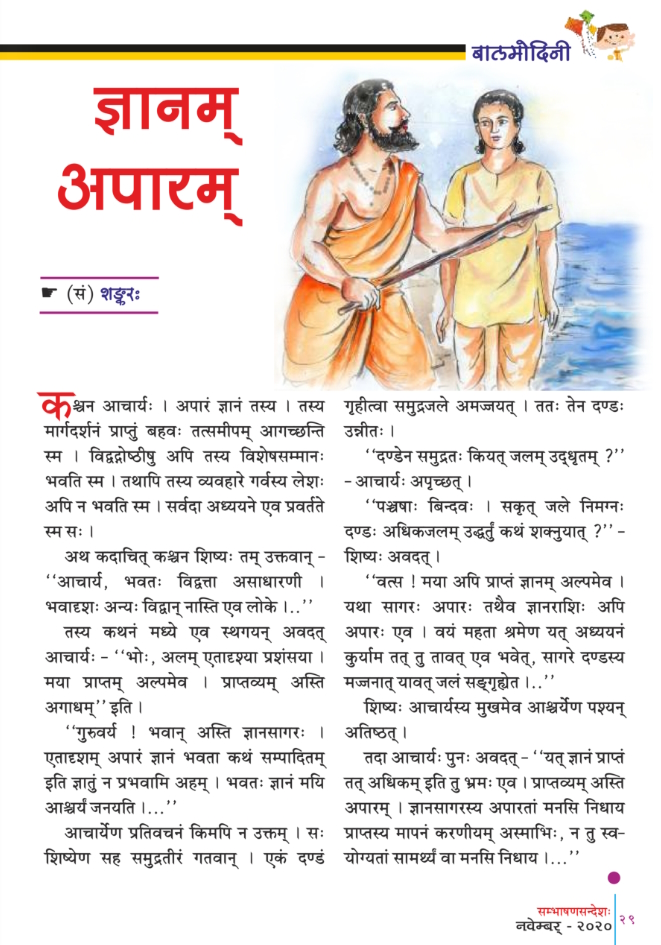 बालमोदिनी
ज्ञानम्
अपारम्
☛ (सं) शङ्करः
कश्चन आचार्यः । अपारं ज्ञानं तस्य । तस्य
मार्गदर्शनं प्राप्तुं बहवः तत्समीपम् आगच्छन्ति
स्म । विद्वद्गोष्ठीषु अपि तस्य विशेषसम्मानः
भवति स्म । तथापि तस्य व्यवहारे गर्वस्य लेशः
अपि न भवति स्म । सर्वदा अध्ययने एव प्रवर्तते
स्म सः ।
अथ कदाचित् कश्चन शिष्यः तम् उक्तवान् –
‘‘आचार्य, भवतः विद्वत्ता असाधारणी ।
भवादृशः अन्यः विद्वान् नास्ति एव लोके ।..’’
तस्य कथनं मध्ये एव स्थगयन् अवदत्
आचार्यः – ‘‘भोः, अलम् एतादृश्या प्रशंसया ।
मया प्राप्तम् अल्पमेव । प्राप्तव्यम् अस्ति
अगाधम्’’ इति ।
‘‘गुरुवर्य ! भवान् अस्ति ज्ञानसागरः ।
एतादृशम् अपारं ज्ञानं भवता कथं सम्पादितम्
इति ज्ञातुं न प्रभवामि अहम् । भवतः ज्ञानं मयि
आश्चर्यं जनयति ।...’’
आचार्येण प्रतिवचनं किमपि न उक्तम् । सः
शिष्येण सह समुद्रतीरं गतवान् । एकं दण्डं
गृहीत्वा समुद्रजले अमज्जयत् । ततः तेन दण्डः
उन्नीतः ।
‘‘दण्डेन समुद्रतः कियत् जलम् उद्धृतम् ?’’
– आचार्यः अपृच्छत् ।
‘‘पञ्चषाः बिन्दवः । सकृत् जले निमग्नः
दण्डः अधिकजलम् उद्धर्तुं कथं शक्नुयात् ?’’ –
शिष्यः अवदत् ।
‘‘वत्स ! मया अपि प्राप्तं ज्ञानम् अल्पमेव ।
यथा सागरः अपारः तथैव ज्ञानराशिः अपि
अपारः एव । वयं महता श्रमेण यत् अध्ययनं
कुर्याम तत् तु तावत् एव भवेत्, सागरे दण्डस्य
मज्जनात् यावत् जलं सङ्गृह्येत ।..’’
शिष्यः आचार्यस्य मुखमेव आश्चर्येण पश्यन्
अतिष्ठत् ।
तदा आचार्यः पुनः अवदत् – ‘‘यत् ज्ञानं प्राप्तं
तत् अधिकम् इति तु भ्रमः एव । प्राप्तव्यम् अस्ति
अपारम् । ज्ञानसागरस्य अपारतां मनसि निधाय
प्राप्तस्य मापनं करणीयम् अस्माभिः, न तु स्व–
योग्यतां सामर्थ्यं वा मनसि निधाय ।...’’
सम्भाषणसन्देशः
नवेम्बर् - २०२०
२९